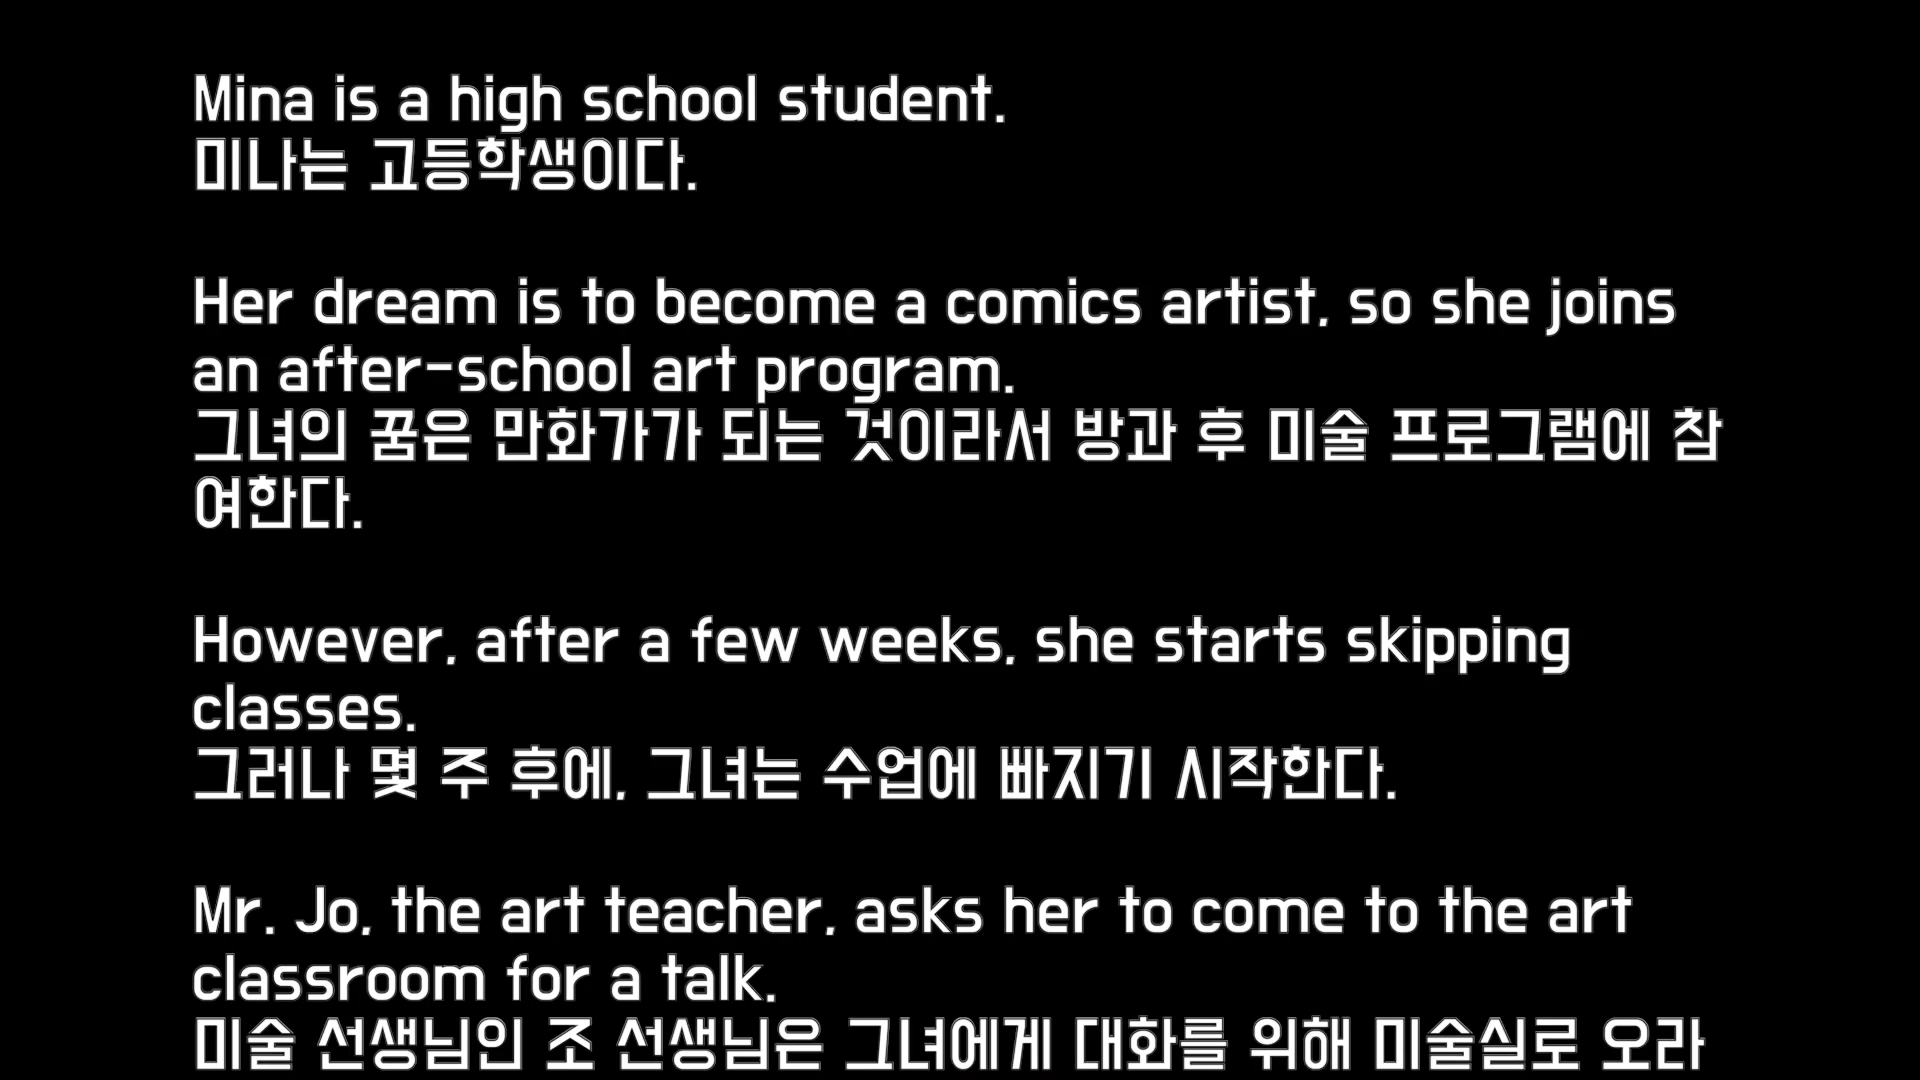 Mina is a high school student.
미나는 고등학생이다.
Her dream is to become a comics artist, so she joins
an after-school art program.
그녀의 꿈은 만화가가 되는 것이라서 방과 후 미술 프로그램에 참
여한다.
However, after a few weeks, she starts skipping
classes.
그러나 몇 주 후에, 그녀는 수업에 빠지기 시작한다.
Mr. Jo, the art teacher, asks her to come to the art
classroom for a talk.
미술 선생님인 조 선생님은 그녀에게 대화를 위해 미술실로 오라